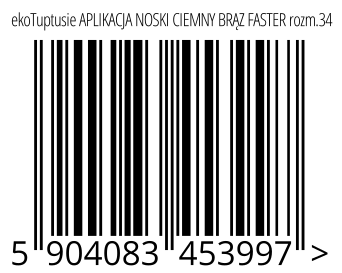 ekoTuptusie APLIKACJA NOSKI CIEMNY BRĄZ FASTER rozm.34
5 904083 453997 >